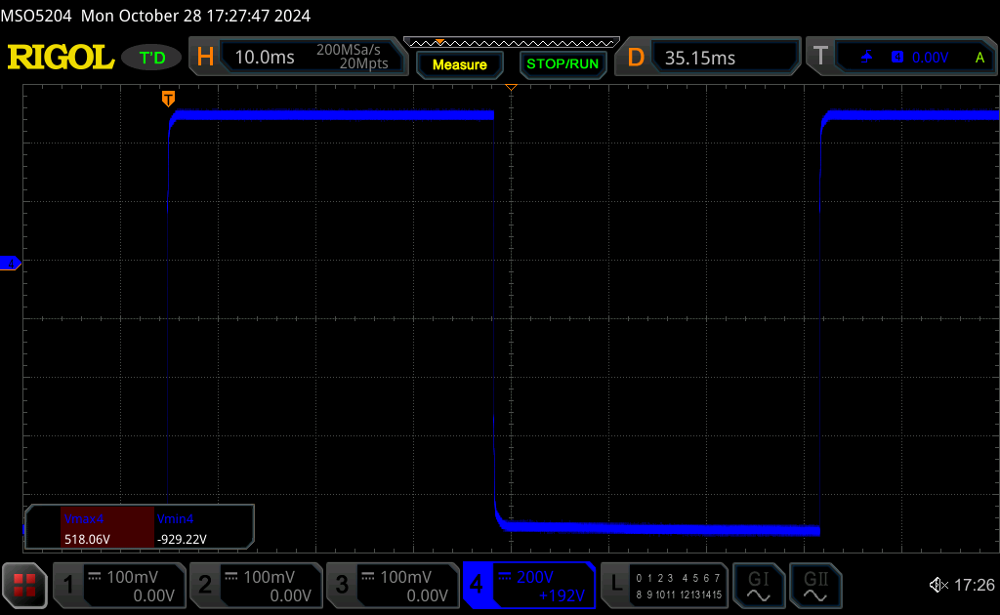 MSO5204 Mon October 28 17:27:47 2024
RIGOL T'D H 10.0ms 200MSa/s 20Mpts Measure STOP/RUN D 35.15ms T 1 0.00V A
T
4
Vmax4 Vmin4
518.06V -929.22V
1 100mV 0.00V 2 100mV 0.00V 3 100mV 0.00V 4 200V +192V L 0 1 2 3 4 5 6 7 8 9 10 11 12 13 14 15 GI GII 17:26